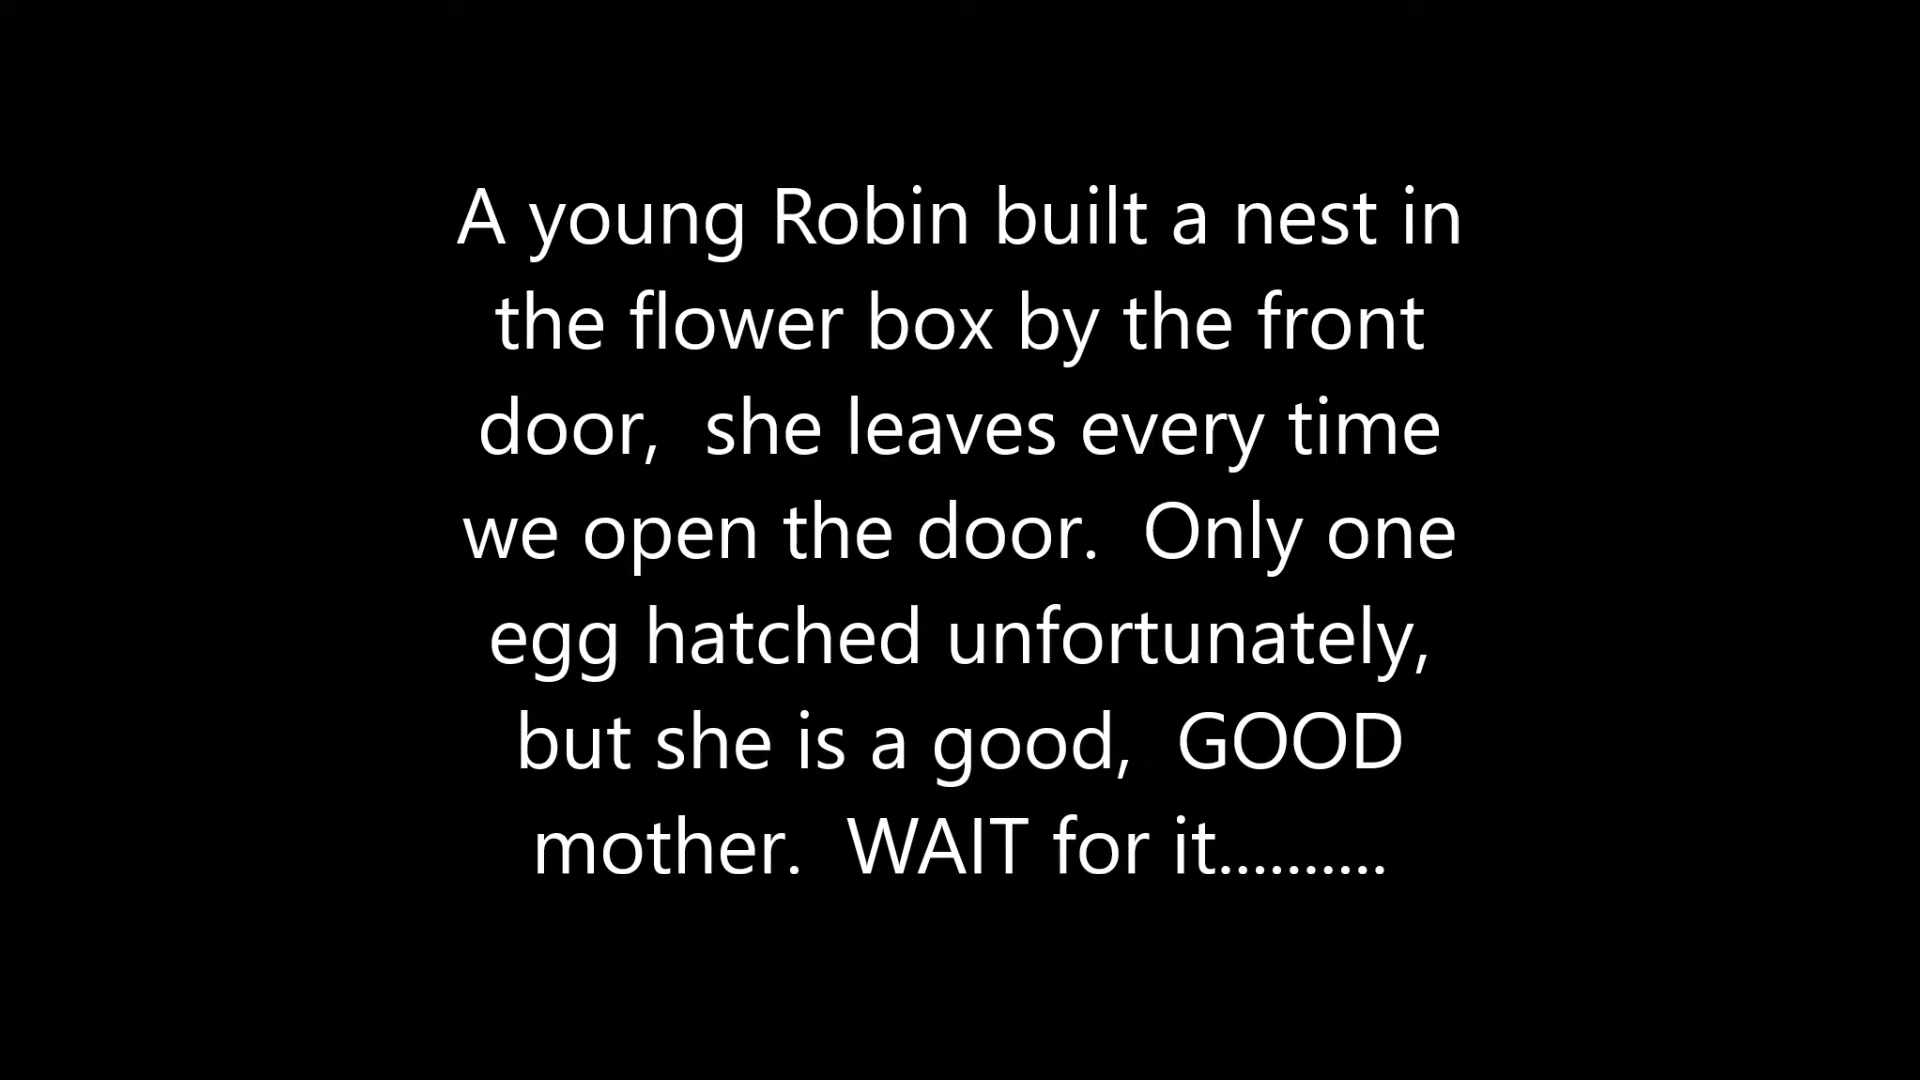 A young Robin built a nest in
the flower box by the front
door,  she leaves every time
we open the door.  Only one
egg hatched unfortunately,
but she is a good,  GOOD
mother.  WAIT for it..........